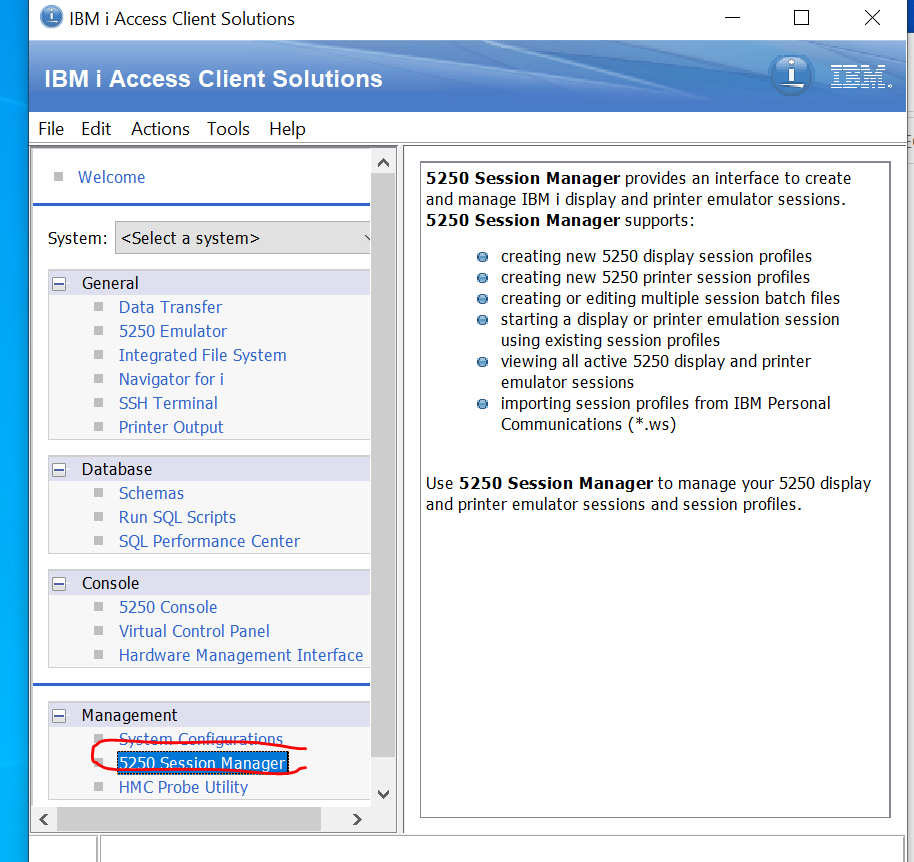 IBM i Access Client Solutions
IBM i Access Client Solutions
IBM.
File Edit Actions Tools Help
Welcome
System: <Select a system>
General
Data Transfer
5250 Emulator
Integrated File System
Navigator for i
SSH Terminal
Printer Output
Database
Schemas
Run SQL Scripts
SQL Performance Center
Console
5250 Console
Virtual Control Panel
Hardware Management Interface
Management
System Configurations
5250 Session Manager
HMC Probe Utility
5250 Session Manager provides an interface to create
and manage IBM i display and printer emulator sessions.
5250 Session Manager supports:
creating new 5250 display session profiles
creating new 5250 printer session profiles
creating or editing multiple session batch files
starting a display or printer emulation session
using existing session profiles
viewing all active 5250 display and printer
emulator sessions
importing session profiles from IBM Personal
Communications (*.ws)
Use 5250 Session Manager to manage your 5250 display
and printer emulator sessions and session profiles.